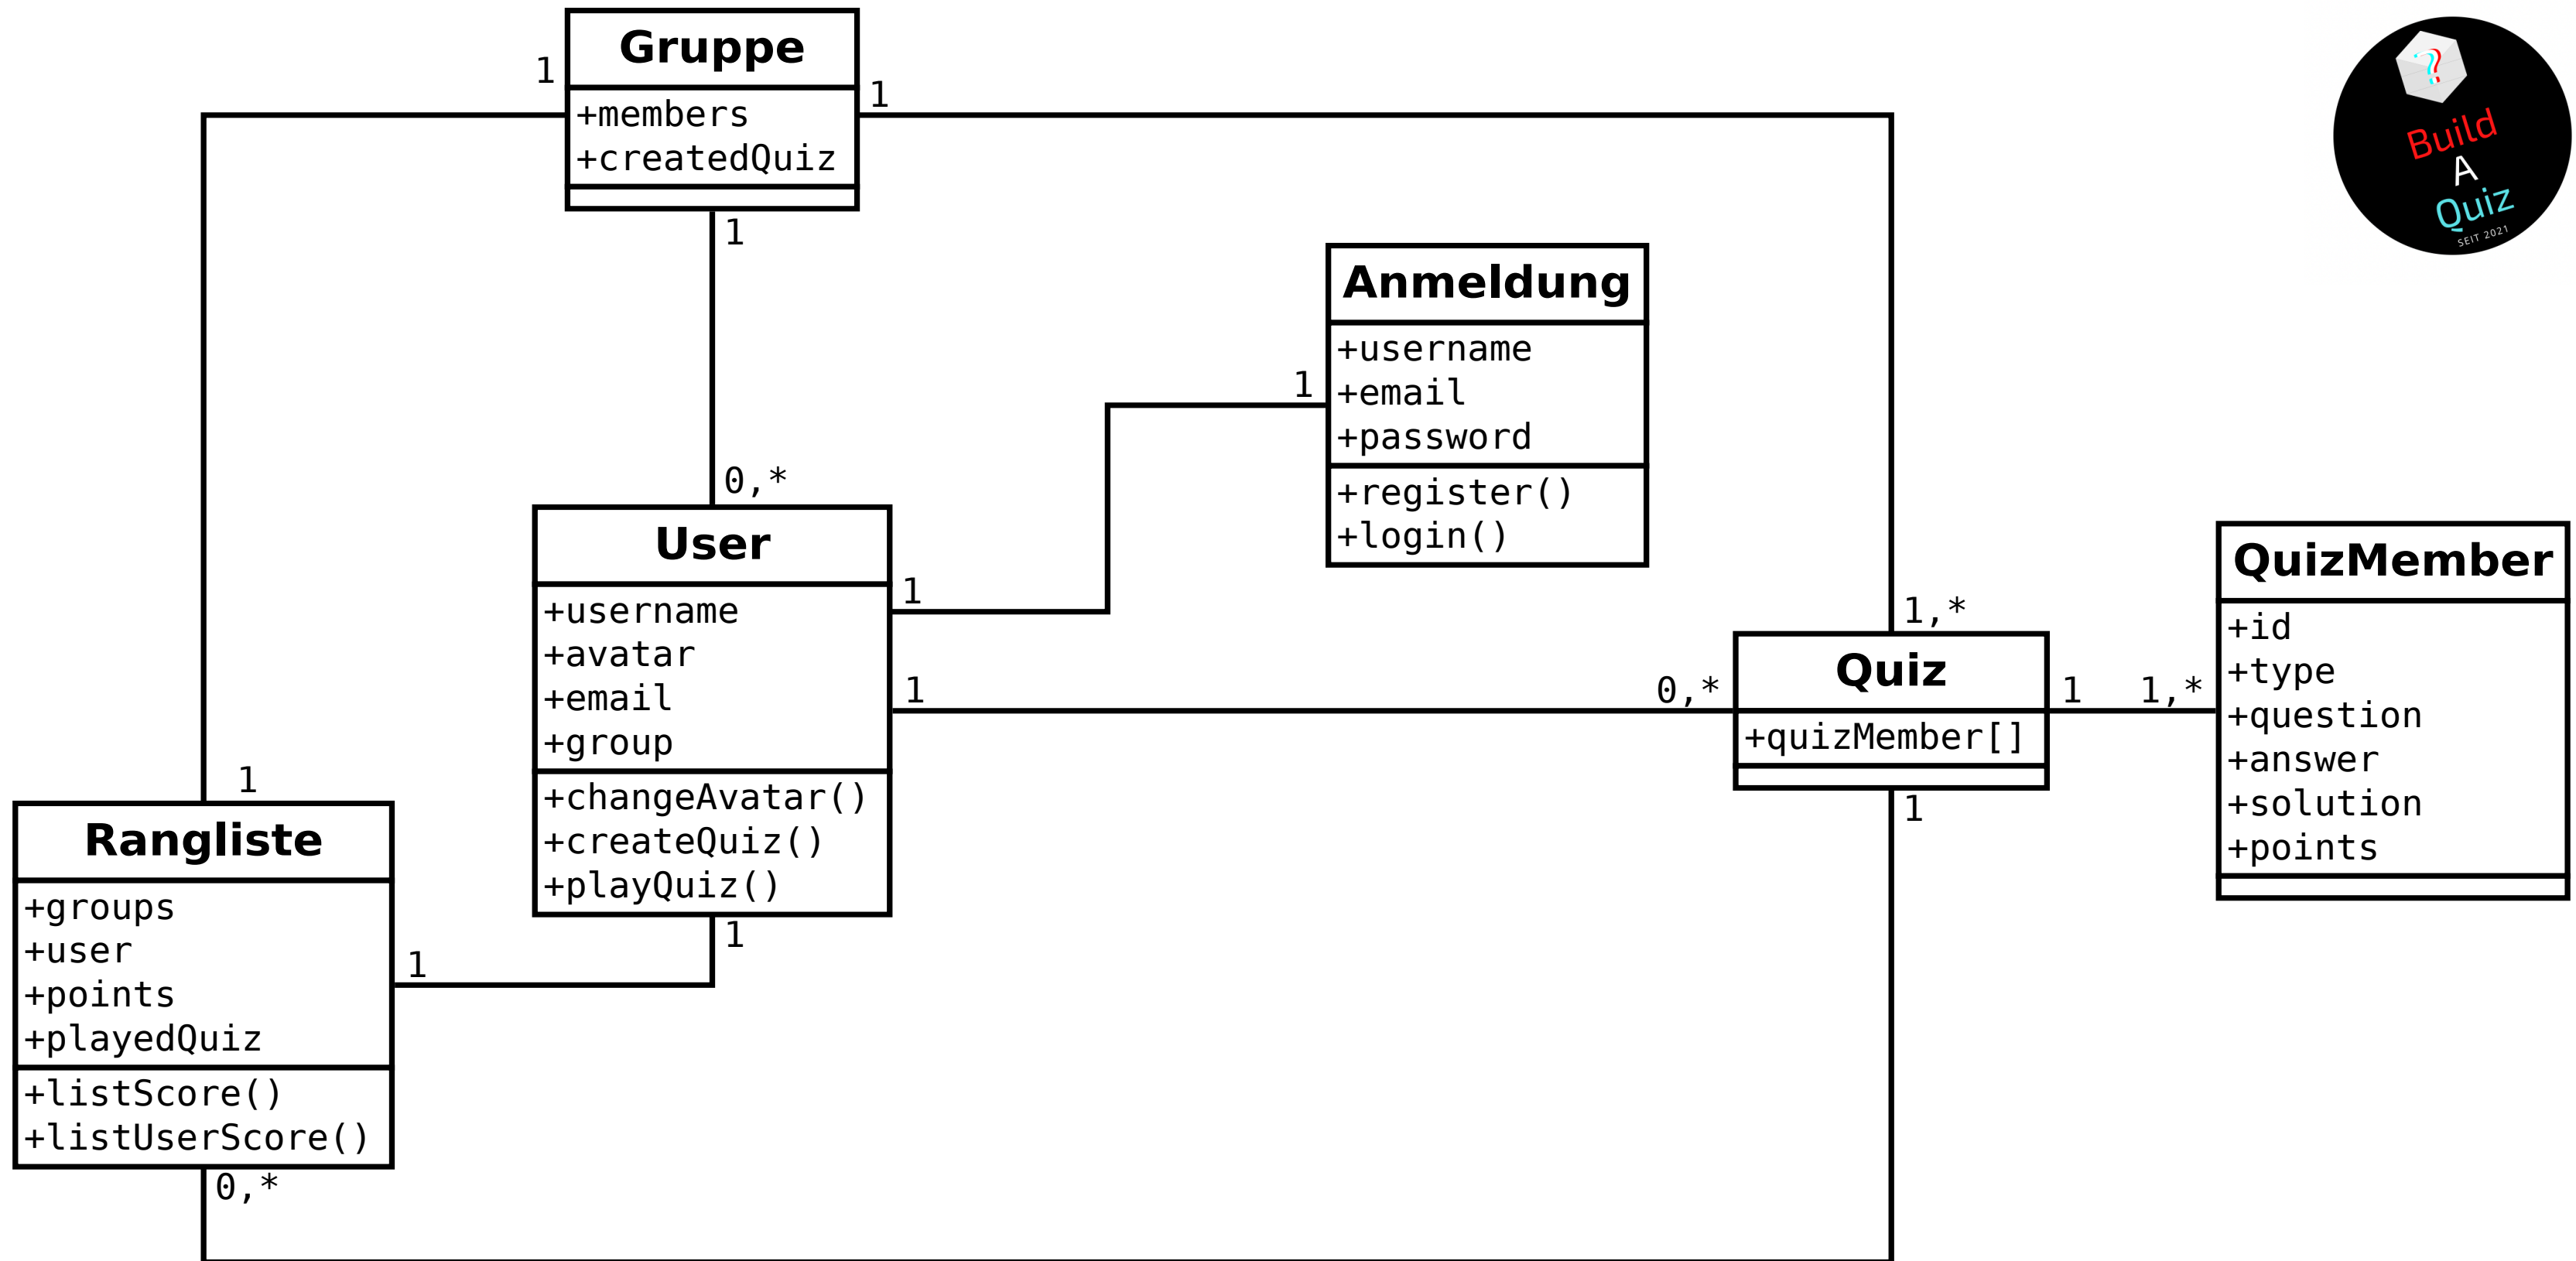 Gruppe
+members
+createdQuiz
1
1
1
Build
A
Quiz
SEIT 2021
Anmeldung
+username
+email
+password
+register()
+login()
1
0,*
User
+username
+avatar
+email
+group
+changeAvatar()
+createQuiz()
+playQuiz()
1
1
1
1,*
0,*
Quiz
+quizMember[]
1
1
1,*
QuizMember
+id
+type
+question
+answer
+solution
+points
1
Rangliste
+groups
+user
+points
+playedQuiz
+listScore()
+listUserScore()
1
0,*